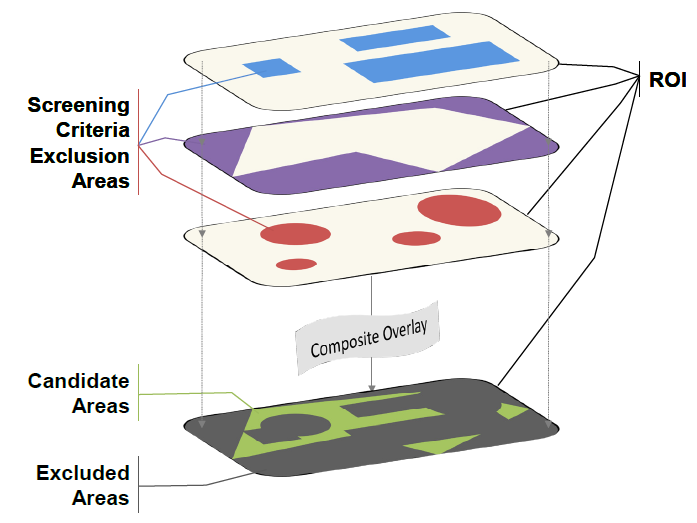 ROI
Screening
Criteria
Exclusion
Areas
Composite Overlay
Candidate
Areas
Excluded
Areas